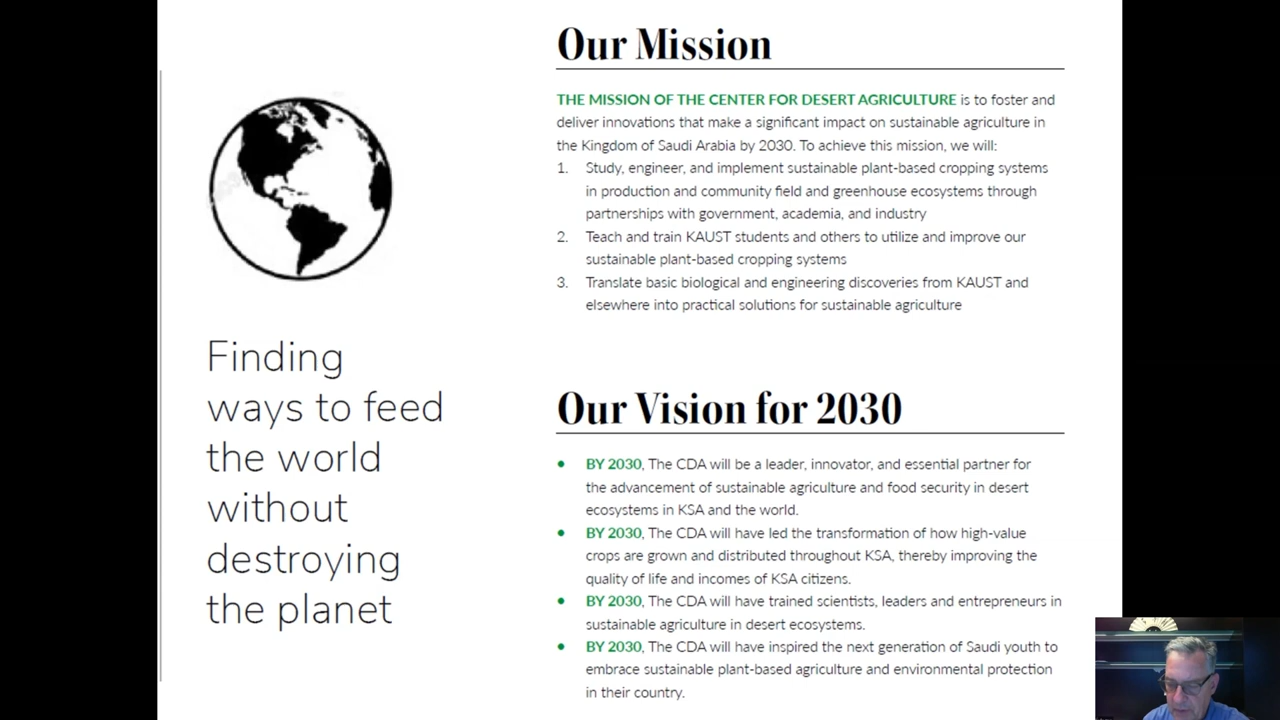 Finding
ways to feed
the world
without
destroying
the planet
Our Mission
THE MISSION OF THE CENTER FOR DESERT AGRICULTURE is to foster and
deliver innovations that make a significant impact on sustainable agriculture in
the Kingdom of Saudi Arabia by 2030. To achieve this mission, we will:
1. Study, engineer, and implement sustainable plant-based cropping systems
in production and community field and greenhouse ecosystems through
partnerships with government, academia, and industry
2. Teach and train KAUST students and others to utilize and improve our
sustainable plant-based cropping systems
3. Translate basic biological and engineering discoveries from KAUST and
elsewhere into practical solutions for sustainable agriculture
Our Vision for 2030
• BY 2030, The CDA will be a leader, innovator, and essential partner for
the advancement of sustainable agriculture and food security in desert
ecosystems in KSA and the world.
• BY 2030, The CDA will have led the transformation of how high-value
crops are grown and distributed throughout KSA, thereby improving the
quality of life and incomes of KSA citizens.
• BY 2030, The CDA will have trained scientists, leaders and entrepreneurs in
sustainable agriculture in desert ecosystems.
• BY 2030, The CDA will have inspired the next generation of Saudi youth to
embrace sustainable plant-based agriculture and environmental protection
in their country.